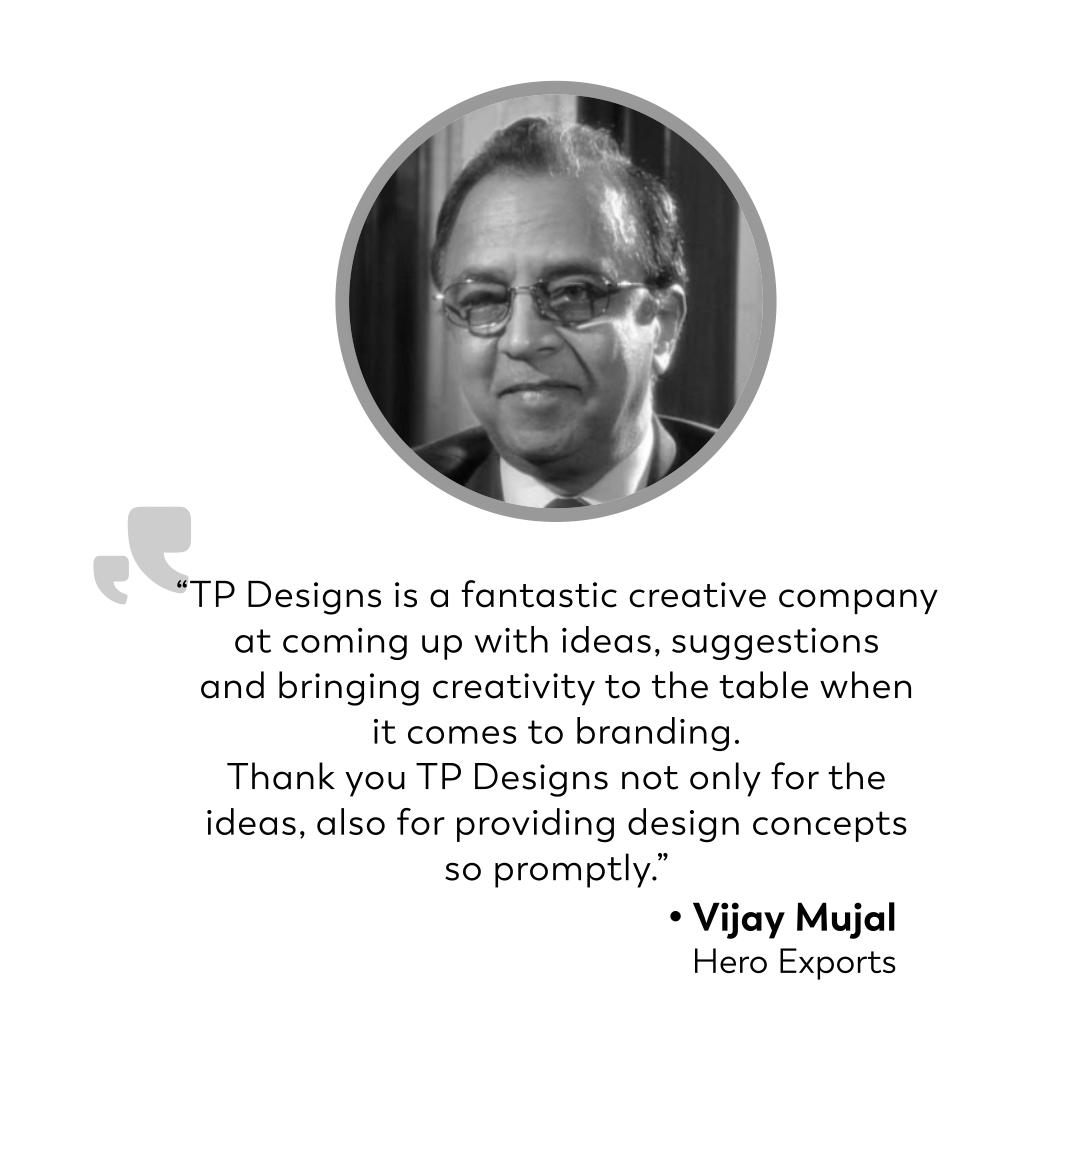 “TP Designs is a fantastic creative company
at coming up with ideas, suggestions
and bringing creativity to the table when
it comes to branding.
Thank you TP Designs not only for the
ideas, also for providing design concepts
so promptly.”
• Vijay Mujal
Hero Exports